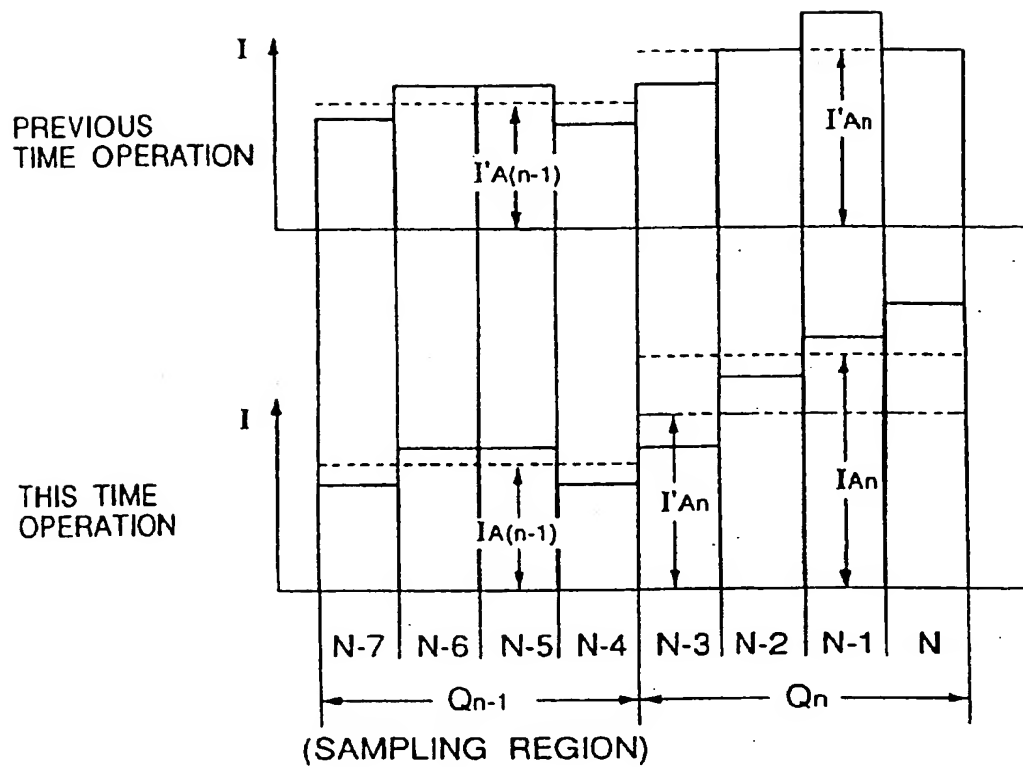 I
PREVIOUS
TIME OPERATION
I'A(n-1)
I'An
I
THIS TIME
OPERATION
IA(n-1)
I'An
IAn
N-7 N-6 N-5 N-4 N-3 N-2 N-1 N
Qn-1 Qn
(SAMPLING REGION)